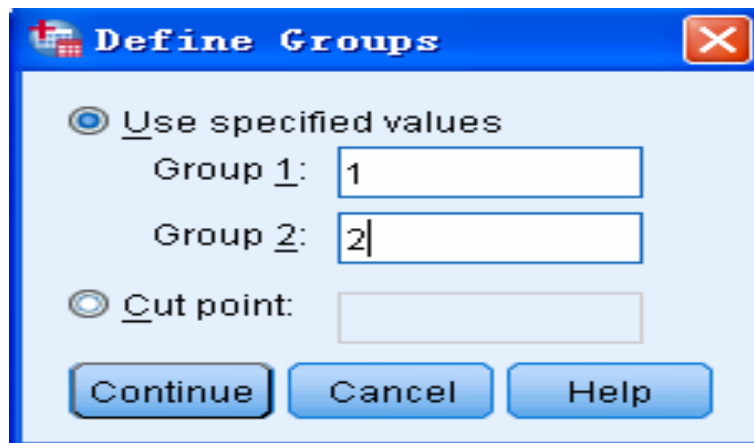 Define Groups
Use specified values
Group 1: 1
Group 2: 2
Cut point:
Continue Cancel Help